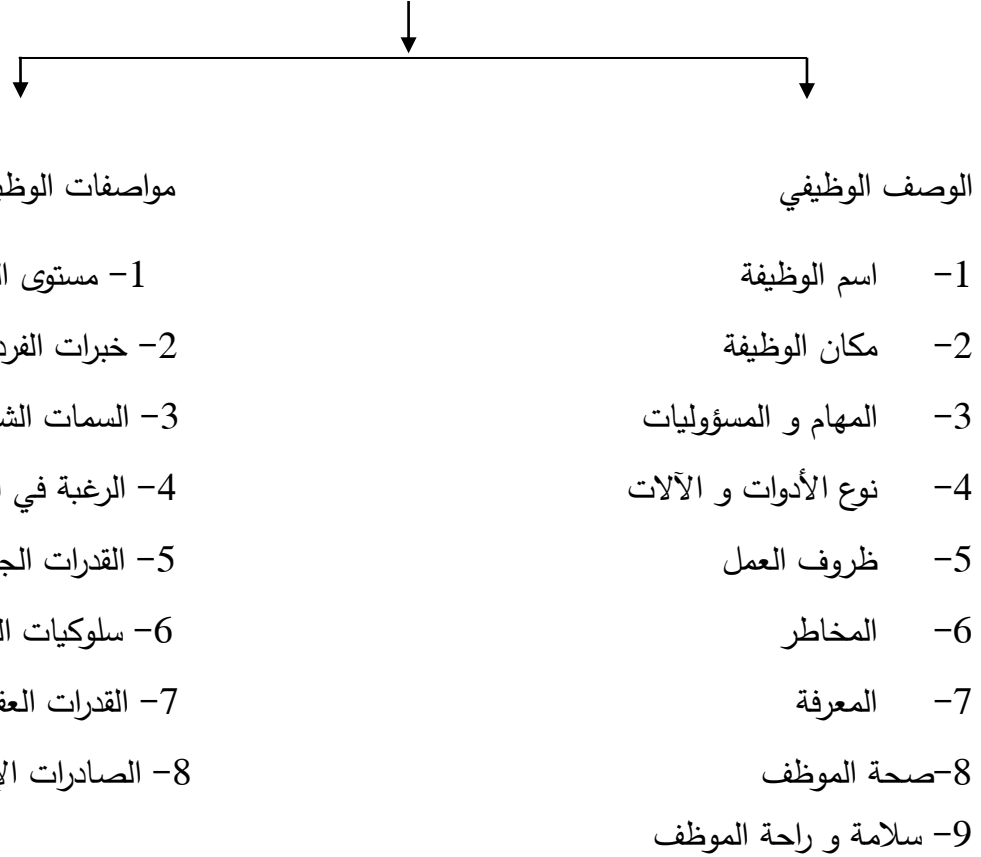 الوصف الوظيفي
1- اسم الوظيفة
2- مكان الوظيفة
3- المهام و المسؤوليات
4- نوع الأدوات و الآلات
5- ظروف العمل
6- المخاطر
7- المعرفة
8-صحة الموظف
9- سلامة و راحة الموظف
مواصفات
1- مستوى
2- خبرات الفرد
3- السمات
4- الرغبة في
5- القدرات
6- سلوكيات
7- القدرات
8- الصادرات